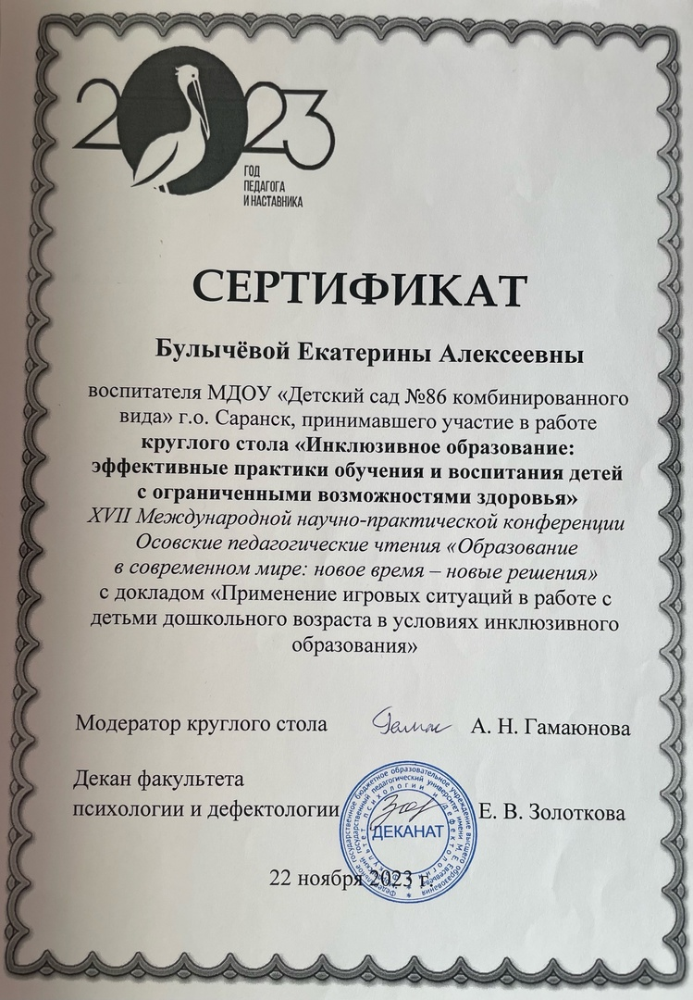 2023
ГОД
ПЕДАГОГА
И НАСТАВНИКА
СЕРТИФИКАТ
Булычёвой Екатерины Алексеевны
воспитателя МДОУ «Детский сад №86 комбинированного
вида» г.о. Саранск, принимавшего участие в работе
круглого стола «Инклюзивное образование:
эффективные практики обучения и воспитания детей
с ограниченными возможностями здоровья»
XVII Международной научно-практической конференции
Осовские педагогические чтения «Образование
в современном мире: новое время – новые решения»
с докладом «Применение игровых ситуаций в работе с
детьми дошкольного возраста в условиях инклюзивного
образования»
Модератор круглого стола А. Н. Гамаюнова
Декан факультета
психологии и дефектологии Е. В. Золоткова
ДЕКАНАТ
22 ноября 2023 г.